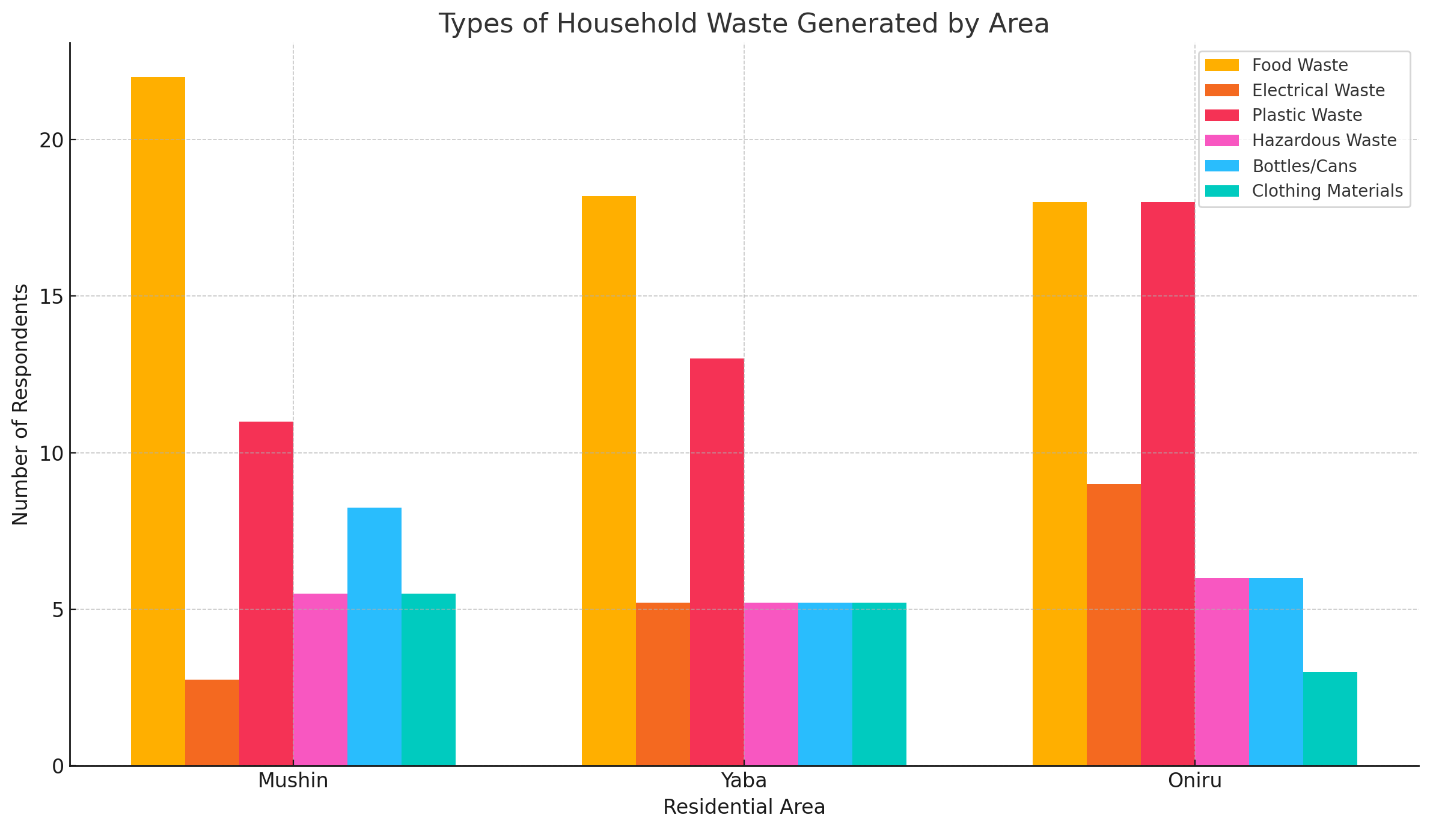 Types of Household Waste Generated by Area
Food Waste
Electrical Waste
Plastic Waste
Hazardous Waste
Bottles/Cans
Clothing Materials
Number of Respondents
20
15
10
5
0
Mushin
Yaba
Oniru
Residential Area